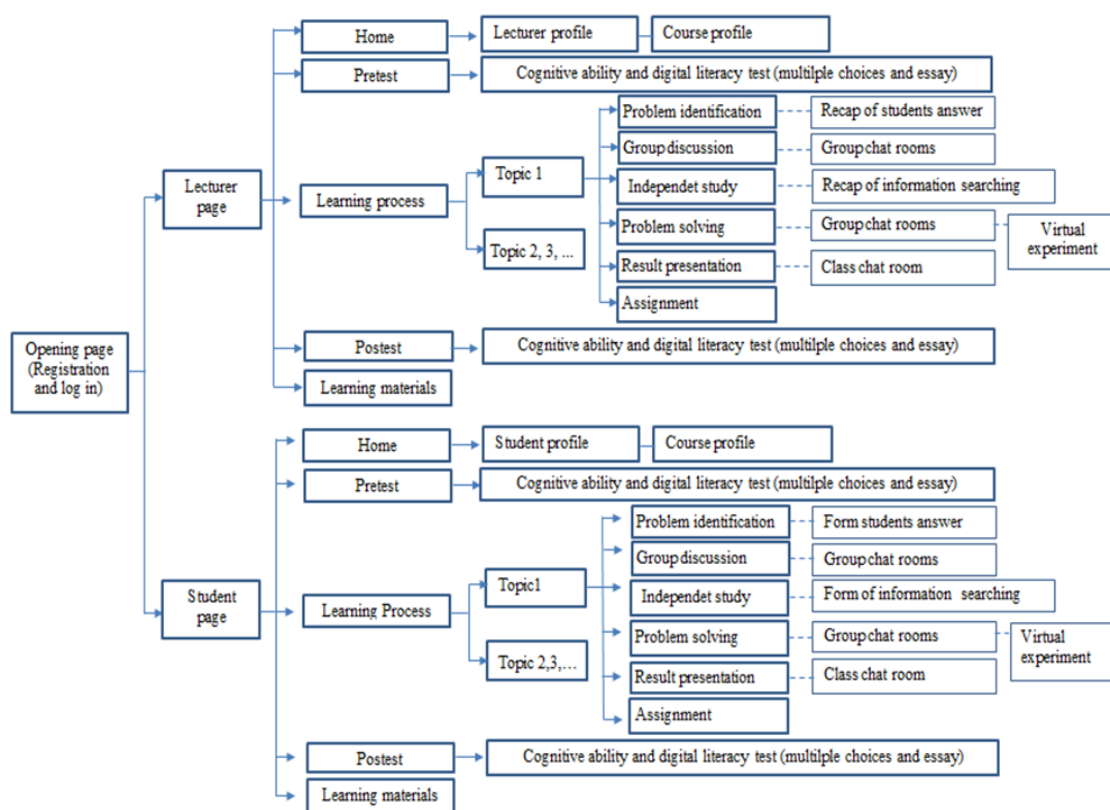 Home
Lecturer profile
Course profile
Pretest
Cognitive ability and digital literacy test (multilple choices and essay)
Problem identification
Recap of students answer
Group discussion
Group chat rooms
Lecturer
page
Learning process
Topic 1
Independet study
Recap of information searching
Topic 2, 3, ...
Problem solving
Group chat rooms
Virtual
experiment
Result presentation
Class chat room
Assignment
Opening page
(Registration
and log in)
Postest
Cognitive ability and digital literacy test (multilple choices and essay)
Learning materials
Home
Student profile
Course profile
Pretest
Cognitive ability and digital literacy test (multilple choices and essay)
Problem identification
Form students answer
Group discussion
Group chat rooms
Student
page
Learning Process
Topic1
Independet study
Form of information searching
Topic 2,3,...
Problem solving
Group chat rooms
Virtual
experiment
Result presentation
Class chat room
Assignment
Postest
Cognitive ability and digital literacy test (multilple choices and essay)
Learning materials